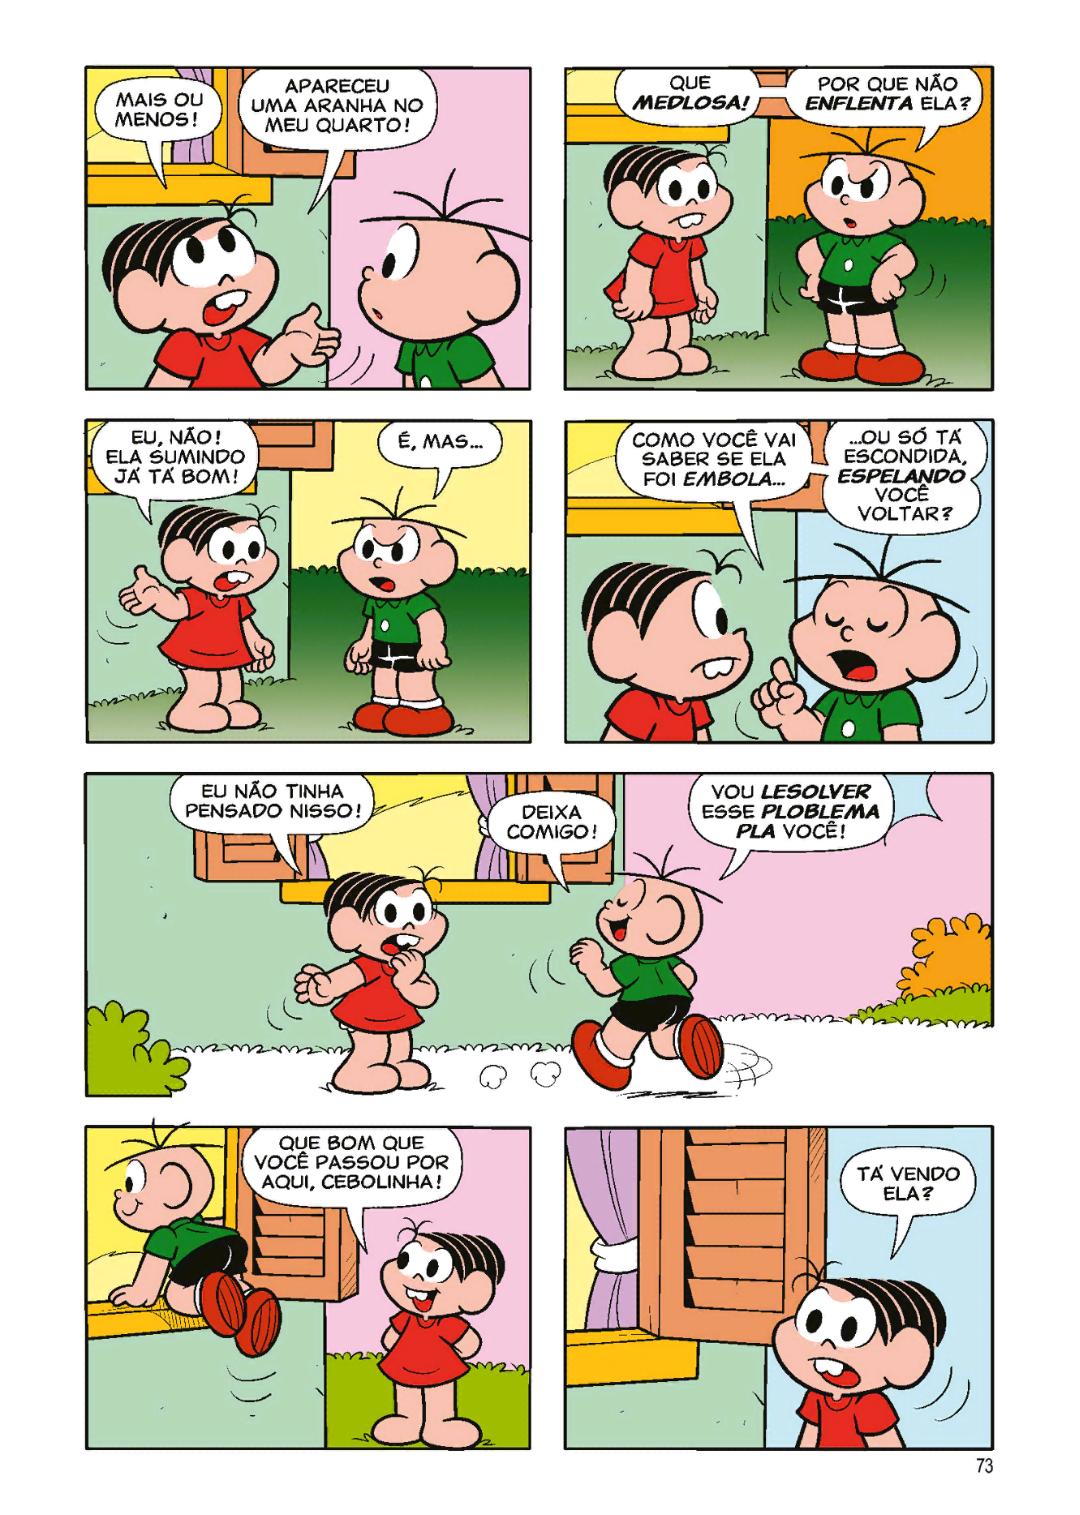 MAIS OU
MENOS!
APARECEU
UMA ARANHA NO
MEU QUARTO!
QUE
MEDLOSA!
POR QUE NÃO
ENFLENTA ELA?
EU, NÃO!
ELA SUMINDO
JÁ TÁ BOM!
É, MAS...
COMO VOCÊ VAI
SABER SE ELA
FOI EMBOLA...
...OU SÓ TÁ
ESCONDIDA,
ESPELANDO
VOCÊ
VOLTAR?
EU NÃO TINHA
PENSADO NISSO!
DEIXA
COMIGO!
VOU LESOLVER
ESSE PLOBLEMA
PLA VOCÊ!
QUE BOM QUE
VOCÊ PASSOU POR
AQUI, CEBOLINHA!
TÁ VENDO
ELA?
73